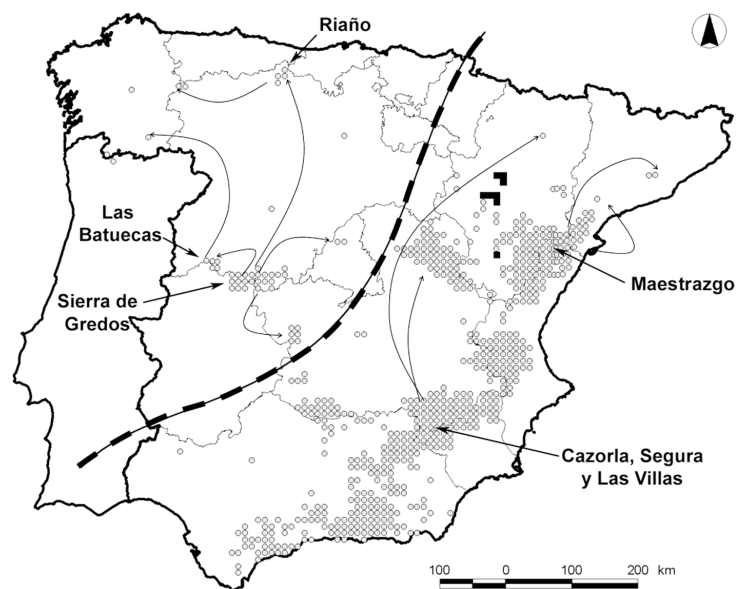 Riaño
Las
Batuecas
Sierra de
Gredos
Maestrazgo
Cazorla, Segura
y Las Villas
100 0 100 200 km